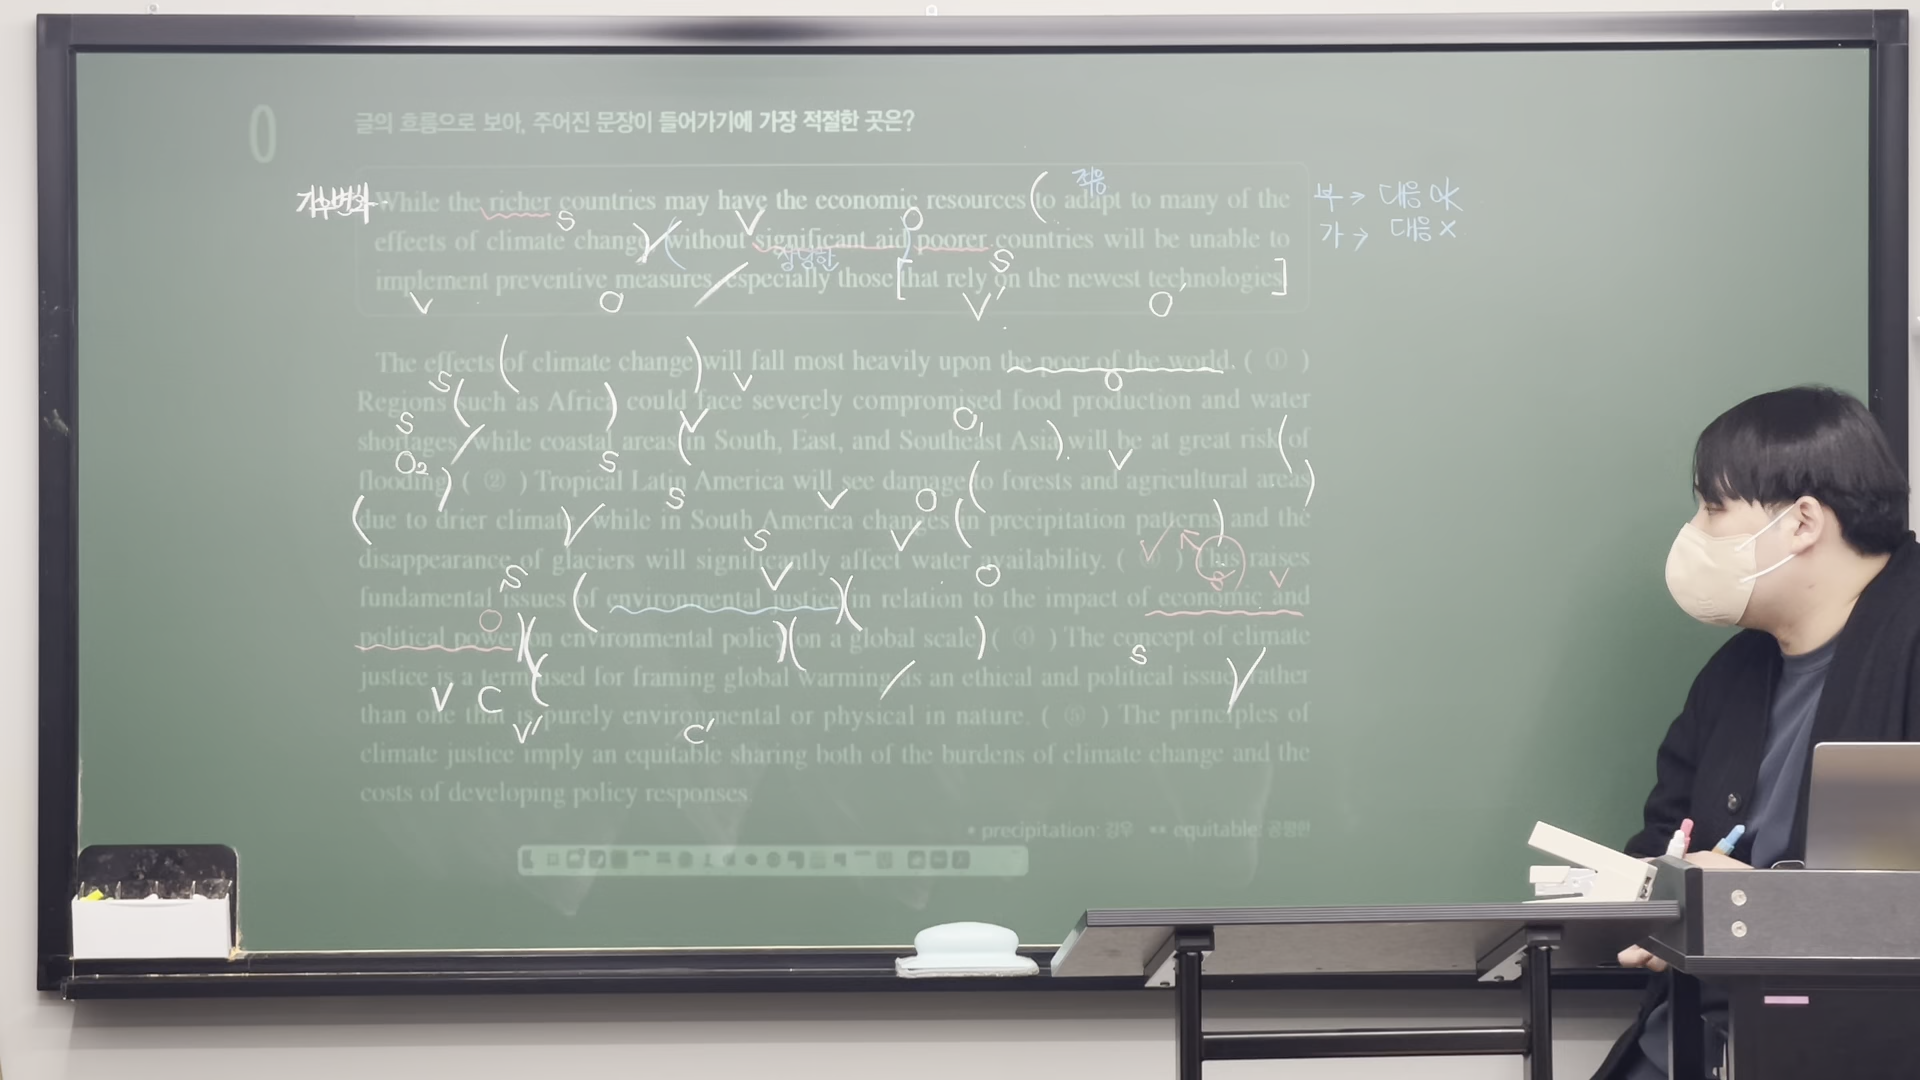 글의 흐름으로 보아, 주어진 문장이 들어가기에 가장 적절한 곳은?
기후변화
While the richer countries may have the economic resources to adapt to many of the
effects of climate change, without significant aid poorer countries will be unable to
implement preventive measures, especially those that rely on the newest technologies.
적응
상당한
부 → 대응 OK
가 → 대응 X
S V O
S
V O V' O'
The effects of climate change will fall most heavily upon the poor of the world. ( ① )
S V O
Regions such as Africa could face severely compromised food production and water
S V O₁
shortages, while coastal areas in South, East, and Southeast Asia will be at great risk of
O₂ S V
flooding. ( ② ) Tropical Latin America will see damage to forests and agricultural areas
S V O
due to drier climate, while in South America changes in precipitation patterns and the
S V
disappearance of glaciers will significantly affect water availability. ( ③ ) This raises
S V O S V
fundamental issues of environmental justice in relation to the impact of economic and
O
political power on environmental policy on a global scale. ( ④ ) The concept of climate
S
justice is a term used for framing global warming as an ethical and political issue, rather
V C
than one that is purely environmental or physical in nature. ( ⑤ ) The principles of
V' C'
climate justice imply an equitable sharing both of the burdens of climate change and the
costs of developing policy responses.
* precipitation: 강우 ** equitable: 공평한